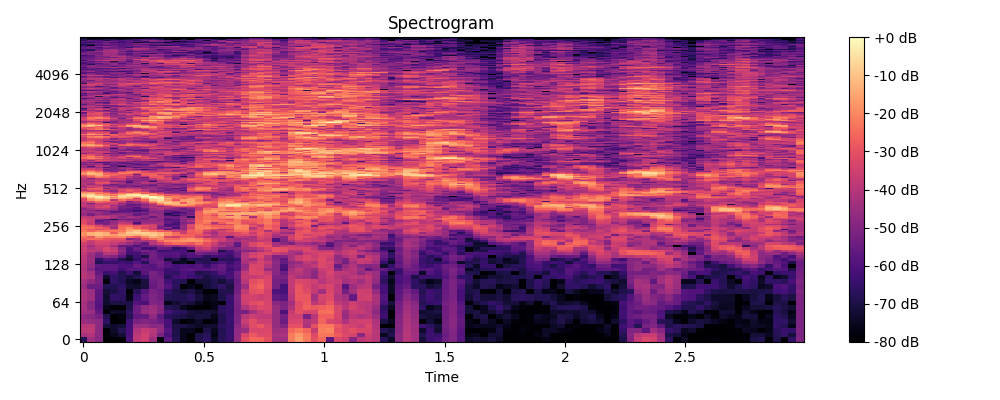 Spectrogram
Hz
4096
2048
1024
512
256
128
64
0
0
0.5
1
1.5
2
2.5
Time
+0 dB
-10 dB
-20 dB
-30 dB
-40 dB
-50 dB
-60 dB
-70 dB
-80 dB